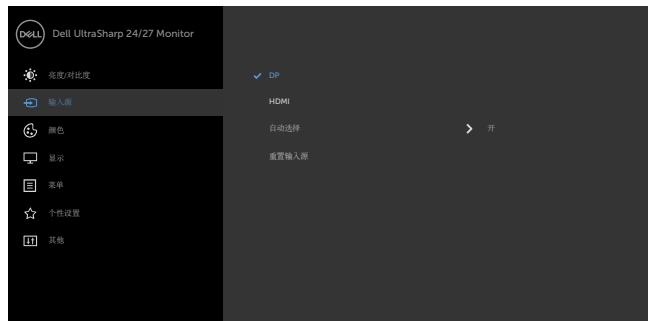 DELL Dell UltraSharp 24/27 Monitor
亮度/对比度
输入源
颜色
显示
菜单
个性设置
其他
DP
HDMI
自动选择 开
重置输入源